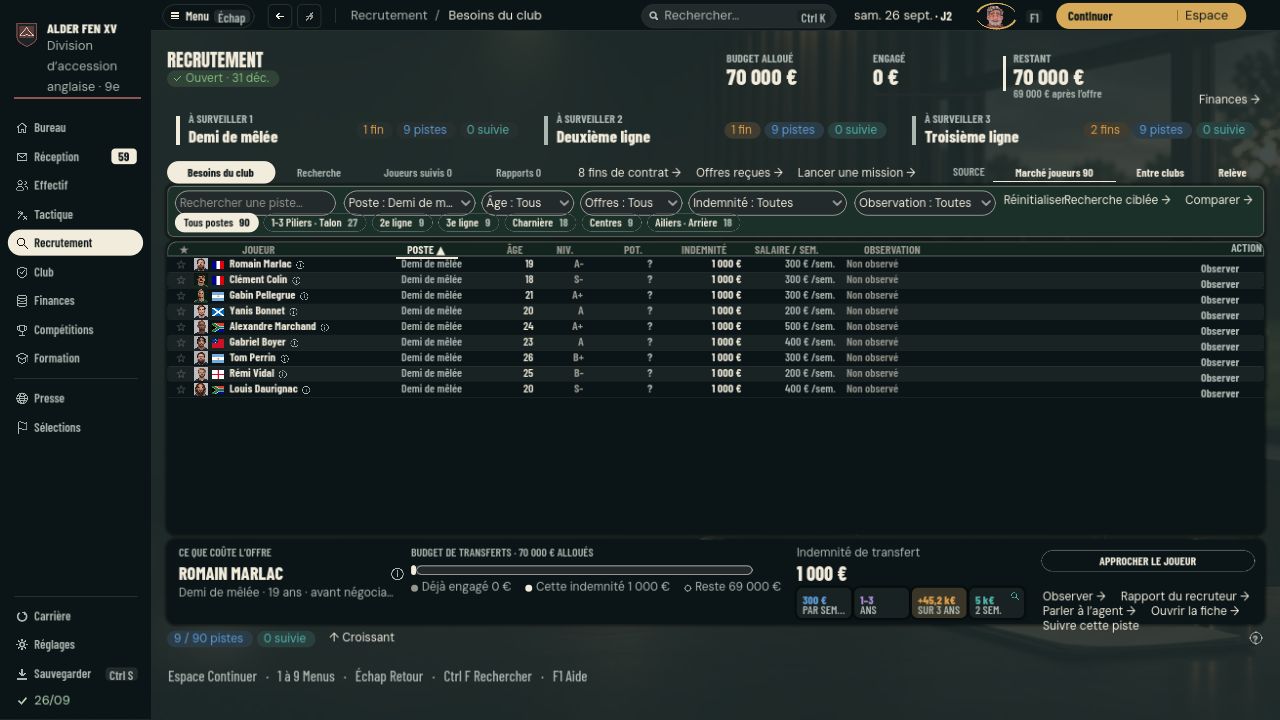 ALDER FEN XV
Division
d'accession
anglaise · 9e
Bureau
Réception 59
Effectif
Tactique
Recrutement
Club
Finances
Compétitions
Formation
Presse
Sélections
Carrière
Réglages
Sauvegarder Ctrl S
26/09
Menu Échap
Recrutement / Besoins du club
Rechercher... Ctrl K
sam. 26 sept. · J2
F1
Continuer Espace
RECRUTEMENT
Ouvert · 31 déc.
BUDGET ALLOUÉ
70 000 €
ENGAGÉ
0 €
RESTANT
70 000 €
69 000 € après l'offre
Finances →
À SURVEILLER 1
Demi de mêlée
1 fin 9 pistes 0 suivie
À SURVEILLER 2
Deuxième ligne
1 fin 9 pistes 0 suivie
À SURVEILLER 3
Troisième ligne
2 fins 9 pistes 0 suivie
Besoins du club Recherche Joueurs suivis 0 Rapports 0 8 fins de contrat → Offres reçues → Lancer une mission → SOURCE Marché joueurs 90 Entre clubs Relève
Rechercher une piste... Poste : Demi de m... Âge : Tous Offres : Tous Indemnité : Toutes Observation : Toutes Réinitialiser Recherche ciblée → Comparer →
Tous postes 90 1-3 Piliers · Talon 27 2e ligne 9 3e ligne 9 Charnière 18 Centres 9 Ailiers · Arrière 18
★ JOUEUR POSTE ▲ ÂGE NIV. POT. INDEMNITÉ SALAIRE / SEM. OBSERVATION ACTION
☆ Romain Marlac Demi de mêlée 19 A- ? 1 000 € 300 € /sem. Non observé Observer
☆ Clément Colin Demi de mêlée 18 S- ? 1 000 € 300 € /sem. Non observé Observer
☆ Gabin Pellegrue Demi de mêlée 21 A+ ? 1 000 € 300 € /sem. Non observé Observer
☆ Yanis Bonnet Demi de mêlée 20 A ? 1 000 € 200 € /sem. Non observé Observer
☆ Alexandre Marchand Demi de mêlée 24 A+ ? 1 000 € 500 € /sem. Non observé Observer
☆ Gabriel Boyer Demi de mêlée 23 A ? 1 000 € 400 € /sem. Non observé Observer
☆ Tom Perrin Demi de mêlée 26 B+ ? 1 000 € 300 € /sem. Non observé Observer
☆ Rémi Vidal Demi de mêlée 25 B- ? 1 000 € 200 € /sem. Non observé Observer
☆ Louis Daurignac Demi de mêlée 20 S- ? 1 000 € 400 € /sem. Non observé Observer
CE QUE COÛTE L'OFFRE
ROMAIN MARLAC
Demi de mêlée · 19 ans · avant négocia...
BUDGET DE TRANSFERTS · 70 000 € ALLOUÉS
Déjà engagé 0 € Cette indemnité 1 000 € Reste 69 000 €
Indemnité de transfert
1 000 €
300 €
PAR SEM...
1-3
ANS
+45,2 k€
SUR 3 ANS
5 k€
2 SEM.
APPROCHER LE JOUEUR
Observer → Rapport du recruteur →
Parler à l'agent → Ouvrir la fiche →
Suivre cette piste
9 / 90 pistes 0 suivie ↑ Croissant
Espace Continuer · 1 à 9 Menus · Échap Retour · Ctrl F Rechercher · F1 Aide